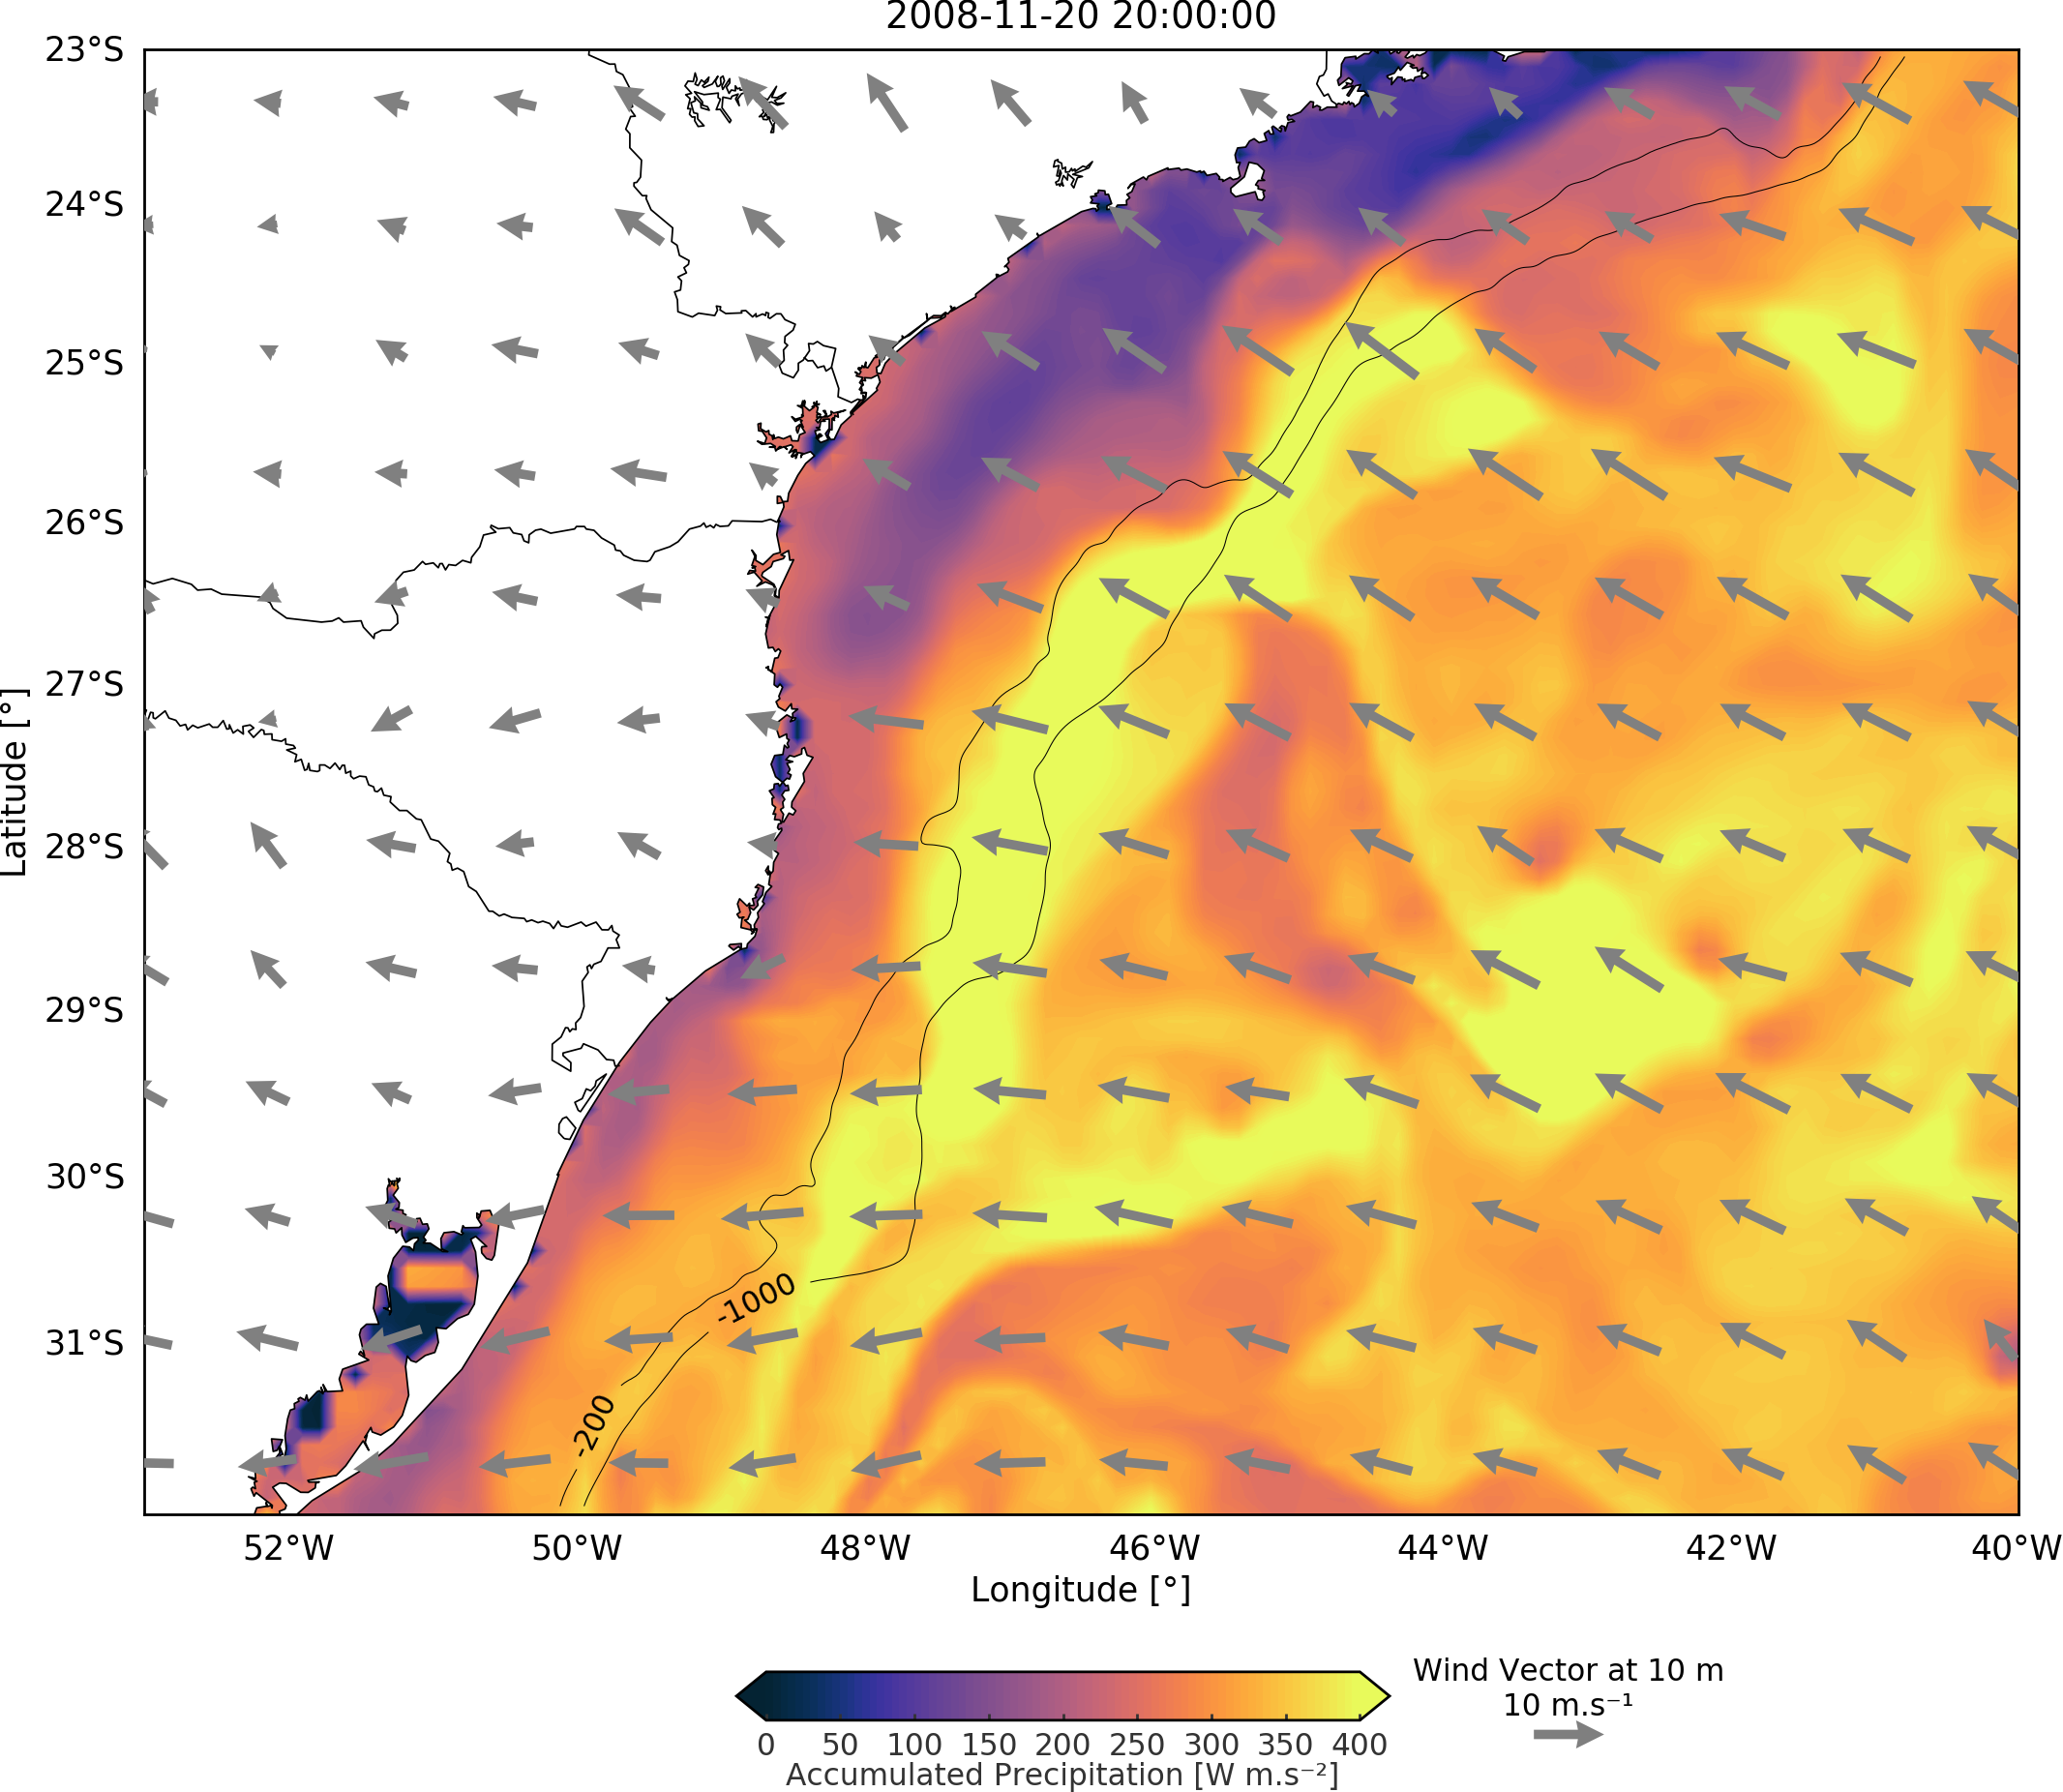 2008-11-20 20:00:00
23°S
24°S
25°S
26°S
27°S
28°S
29°S
30°S
31°S
Latitude [°]
-1000
-200
52°W 50°W 48°W 46°W 44°W 42°W 40°W
Longitude [°]
Wind Vector at 10 m
10 m.s⁻¹
0 50 100 150 200 250 300 350 400
Accumulated Precipitation [W m.s⁻²]